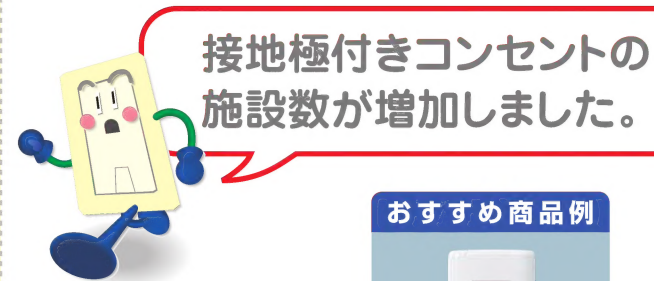 接地極付きコンセントの
施設数が増加しました。
おすすめ商品例